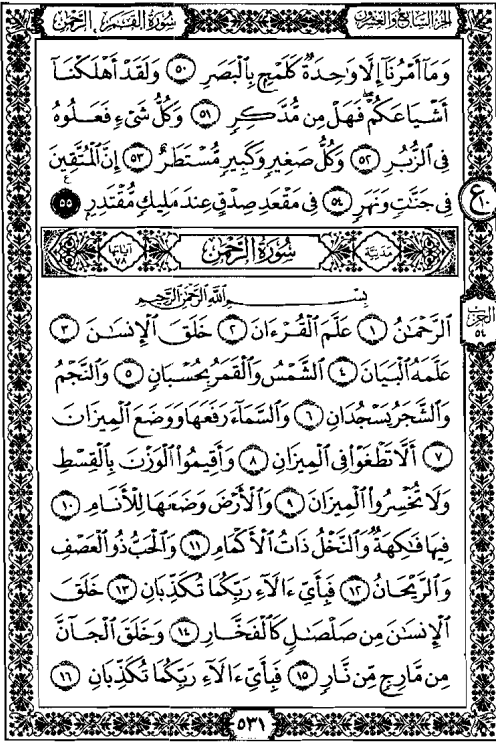 الجزء السابع والعشرون
سورة القمر، الرحمن
وَمَآ أَمْرُنَآ إِلَّا وَٰحِدَةٌ كَلَمْحٍۭ بِٱلْبَصَرِ ٥٠ وَلَقَدْ أَهْلَكْنَآ
أَشْيَاعَكُمْ فَهَلْ مِن مُّدَّكِرٍ ٥١ وَكُلُّ شَىْءٍ فَعَلُوهُ
فِى ٱلزُّبُرِ ٥٢ وَكُلُّ صَغِيرٍ وَكَبِيرٍ مُّسْتَطَرٌ ٥٣ إِنَّ ٱلْمُتَّقِينَ
فِى جَنَّٰتٍ وَنَهَرٍ ٥٤ فِى مَقْعَدِ صِدْقٍ عِندَ مَلِيكٍ مُّقْتَدِرٍۭ ٥٥
ع ١٠
مدنية سُورَةُ الرَّحْمَٰن آياتها ٧٨
الحزب ٥٤
بِسْمِ ٱللَّهِ ٱلرَّحْمَٰنِ ٱلرَّحِيمِ
ٱلرَّحْمَٰنُ ١ عَلَّمَ ٱلْقُرْءَانَ ٢ خَلَقَ ٱلْإِنسَٰنَ ٣
عَلَّمَهُ ٱلْبَيَانَ ٤ ٱلشَّمْسُ وَٱلْقَمَرُ بِحُسْبَانٍ ٥ وَٱلنَّجْمُ
وَٱلشَّجَرُ يَسْجُدَانِ ٦ وَٱلسَّمَآءَ رَفَعَهَا وَوَضَعَ ٱلْمِيزَانَ
٧ أَلَّا تَطْغَوْا۟ فِى ٱلْمِيزَانِ ٨ وَأَقِيمُوا۟ ٱلْوَزْنَ بِٱلْقِسْطِ
وَلَا تُخْسِرُوا۟ ٱلْمِيزَانَ ٩ وَٱلْأَرْضَ وَضَعَهَا لِلْأَنَامِ ١٠
فِيهَا فَٰكِهَةٌ وَٱلنَّخْلُ ذَاتُ ٱلْأَكْمَامِ ١١ وَٱلْحَبُّ ذُو ٱلْعَصْفِ
وَٱلرَّيْحَانُ ١٢ فَبِأَىِّ ءَالَآءِ رَبِّكُمَا تُكَذِّبَانِ ١٣ خَلَقَ
ٱلْإِنسَٰنَ مِن صَلْصَٰلٍ كَٱلْفَخَّارِ ١٤ وَخَلَقَ ٱلْجَآنَّ
مِن مَّارِجٍ مِّن نَّارٍ ١٥ فَبِأَىِّ ءَالَآءِ رَبِّكُمَا تُكَذِّبَانِ ١٦
٥٣١